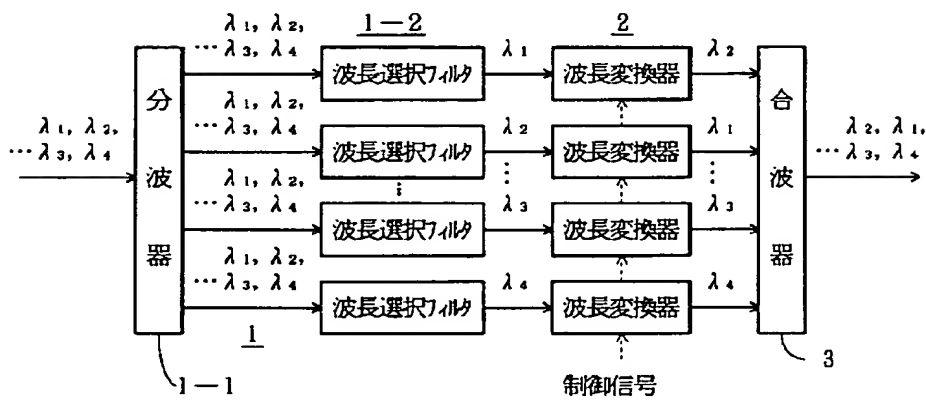 λ1, λ2,
…λ3, λ4
1−2
2
波長選択フィルタ
λ1
波長変換器
λ2
λ1, λ2,
…λ3, λ4
分波器
λ1, λ2,
…λ3, λ4
波長選択フィルタ
λ2
波長変換器
λ1
合波器
λ2, λ1,
…λ3, λ4
λ1, λ2,
…λ3, λ4
波長選択フィルタ
λ3
波長変換器
λ3
λ1, λ2,
…λ3, λ4
波長選択フィルタ
λ4
波長変換器
λ4
1
1−1
制御信号
3